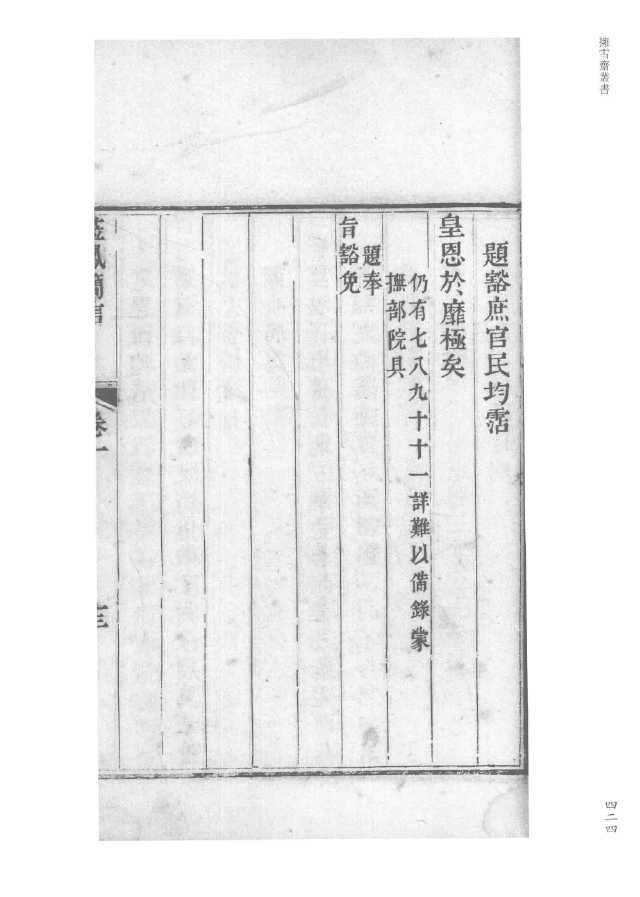 擁雪齋叢書
題豁庶官民均霑
皇恩於靡極矣
仍有七八九十十一詳難以備錄蒙
撫部院具
題奉
旨豁免
卷一
四二四